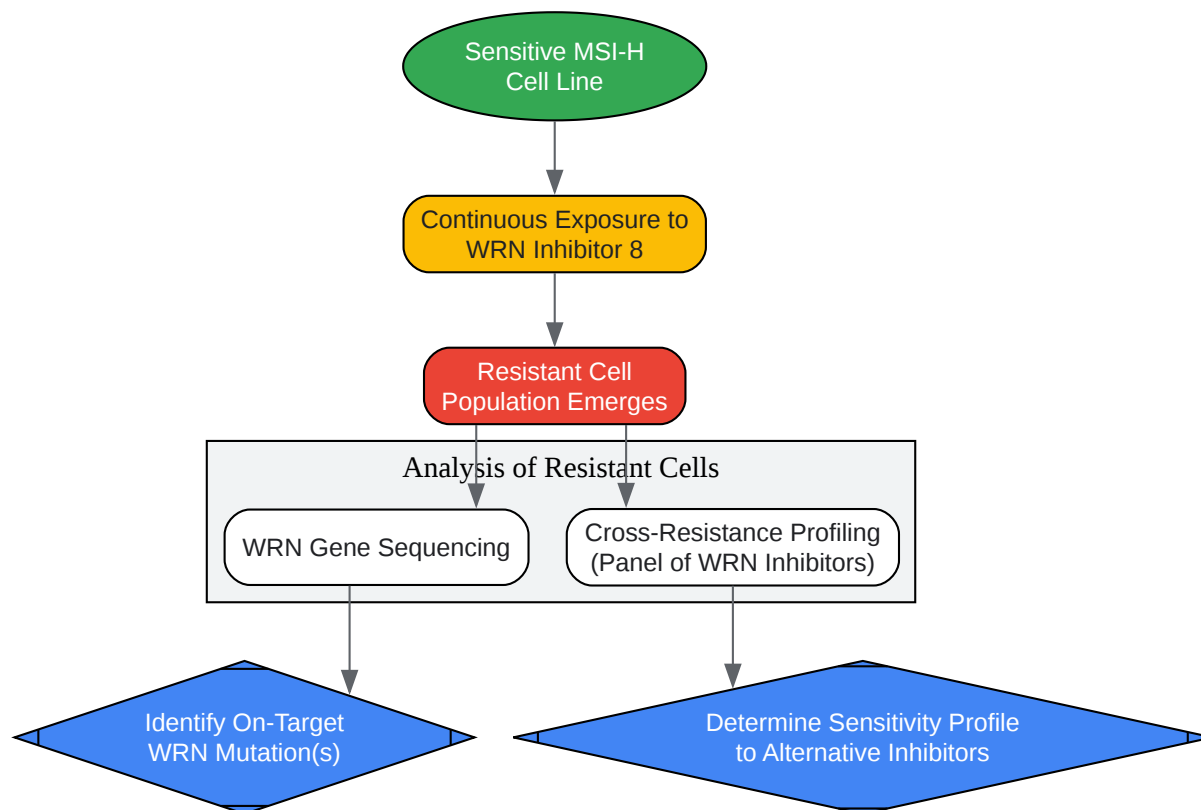 Sensitive MSI-H
Cell Line
Continuous Exposure to
WRN Inhibitor 8
Resistant Cell
Population Emerges
Analysis of Resistant Cells
WRN Gene Sequencing
Cross-Resistance Profiling
(Panel of WRN Inhibitors)
Identify On-Target
WRN Mutation(s)
Determine Sensitivity Profile
to Alternative Inhibitors